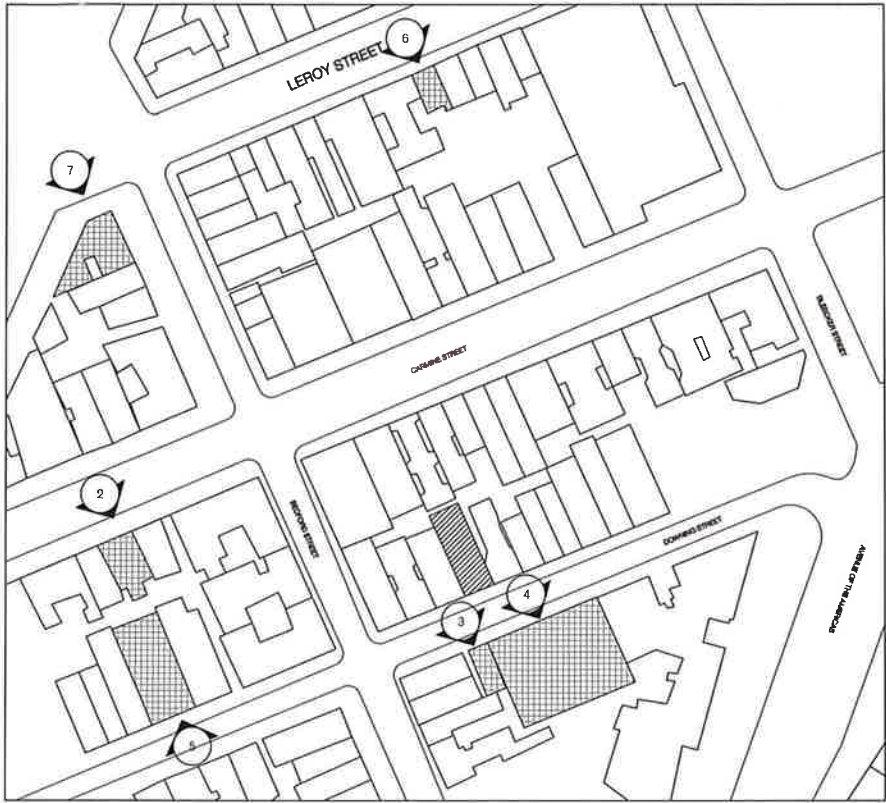 6
LEROY STREET
7
CARMINE STREET
BLEECKER STREET
2
BEDFORD STREET
DOWNING STREET
AVENUE OF THE AMERICAS
4
3
5